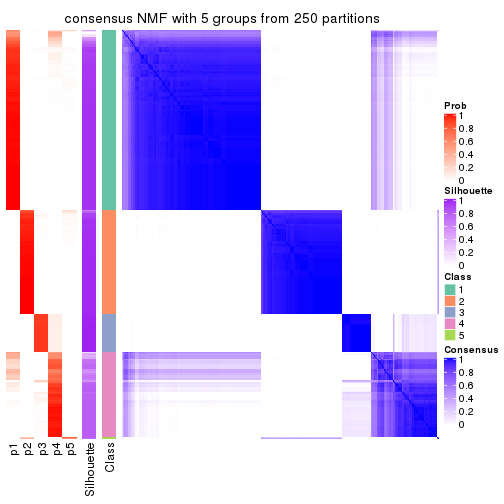 consensus NMF with 5 groups from 250 partitions
Prob
1
0.8
0.6
0.4
0.2
0
Silhouette
1
0.8
0.6
0.4
0.2
0
Class
1
2
3
4
5
Consensus
1
0.8
0.6
0.4
0.2
0
p1
p2
p3
p4
p5
Silhouette
Class